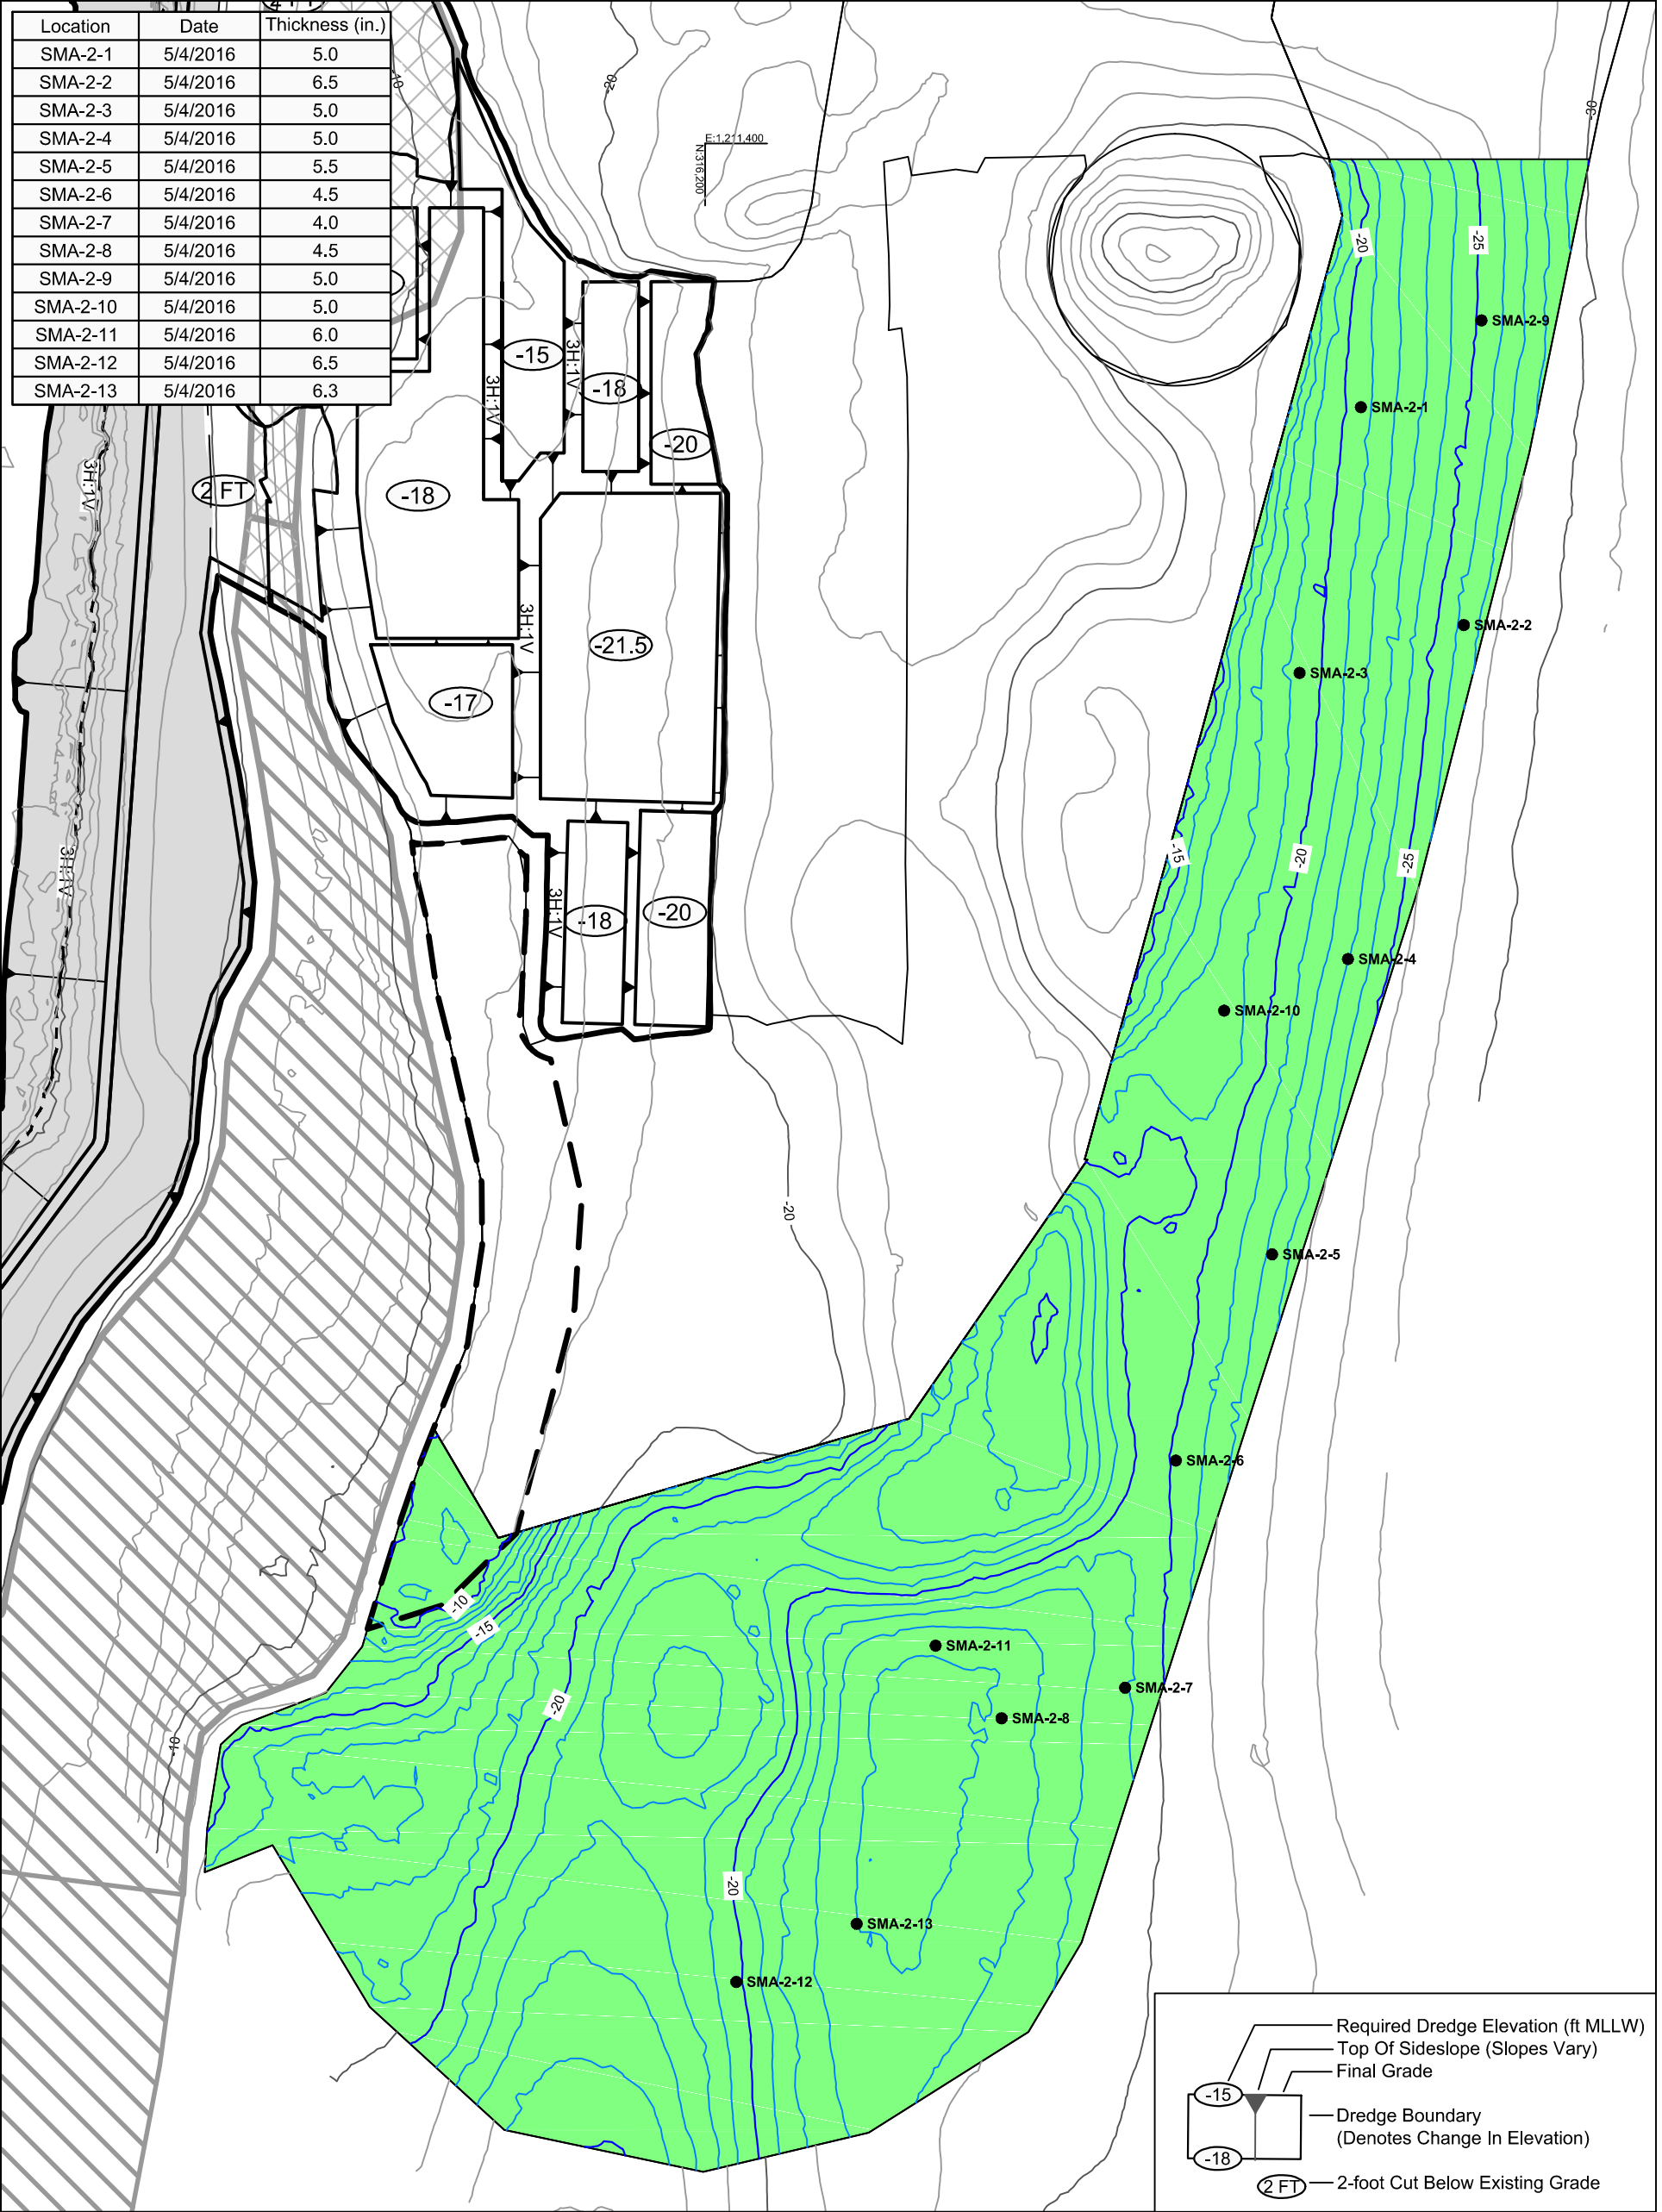 Location Date Thickness (in.)
SMA-2-1 5/4/2016 5.0
SMA-2-2 5/4/2016 6.5
SMA-2-3 5/4/2016 5.0
SMA-2-4 5/4/2016 5.0
SMA-2-5 5/4/2016 5.5
SMA-2-6 5/4/2016 4.5
SMA-2-7 5/4/2016 4.0
SMA-2-8 5/4/2016 4.5
SMA-2-9 5/4/2016 5.0
SMA-2-10 5/4/2016 5.0
SMA-2-11 5/4/2016 6.0
SMA-2-12 5/4/2016 6.5
SMA-2-13 5/4/2016 6.3
-10
-20
-30
E:1,211,400
N:316,200
-20
-25
SMA-2-9
-15
3H:1V
-18
3H:1V
SMA-2-1
-20
3H:1V
2 FT
-18
3H:1V
-21.5
SMA-2-2
SMA-2-3
-17
3H:1V
-15
-20
-25
3H:1V
-18
-20
SMA-2-4
SMA-2-10
-20
SMA-2-5
SMA-2-6
-10
-15
SMA-2-11
SMA-2-7
-20
SMA-2-8
-10
-20
SMA-2-13
SMA-2-12
Required Dredge Elevation (ft MLLW)
Top Of Sideslope (Slopes Vary)
Final Grade
-15
Dredge Boundary
(Denotes Change In Elevation)
-18
2 FT
2-foot Cut Below Existing Grade